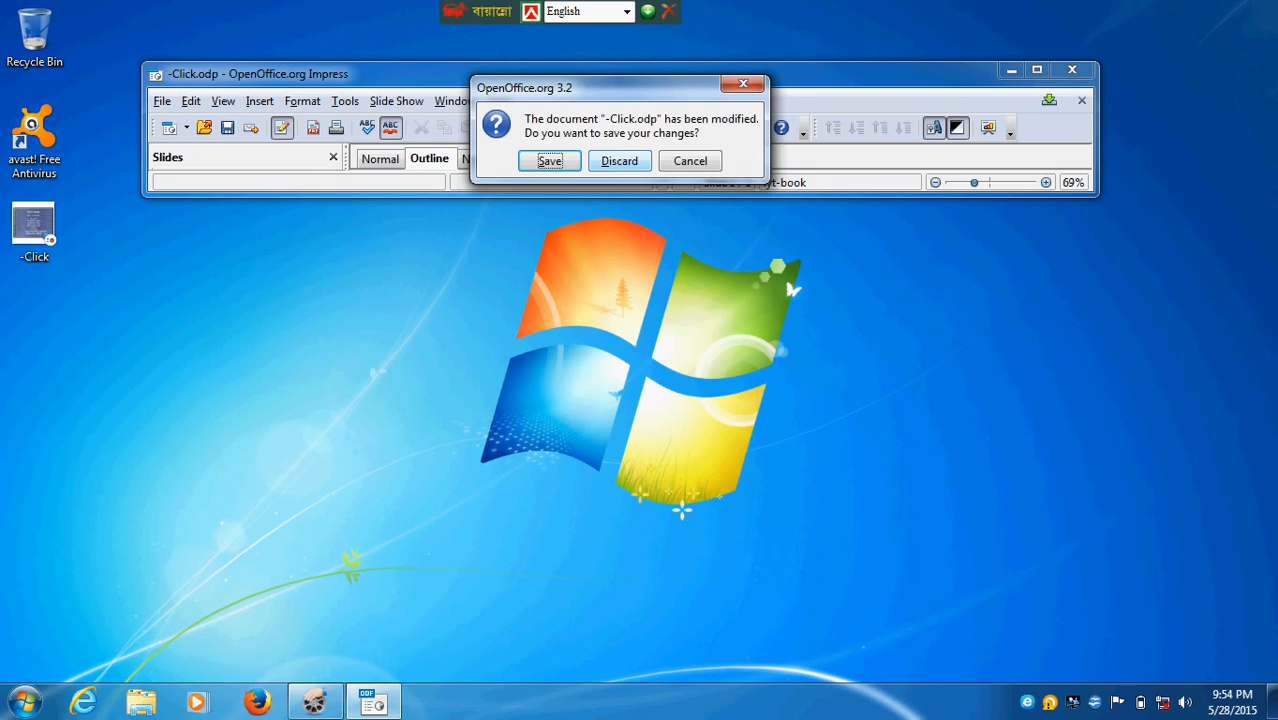 বায়ান্নো English
Recycle Bin
-Click.odp - OpenOffice.org Impress
OpenOffice.org 3.2
File Edit View Insert Format Tools Slide Show Window
The document "-Click.odp" has been modified.
Do you want to save your changes?
Slides
Normal Outline
Save Discard Cancel
69%
avast! Free
Antivirus
-Click
9:54 PM
5/28/2015